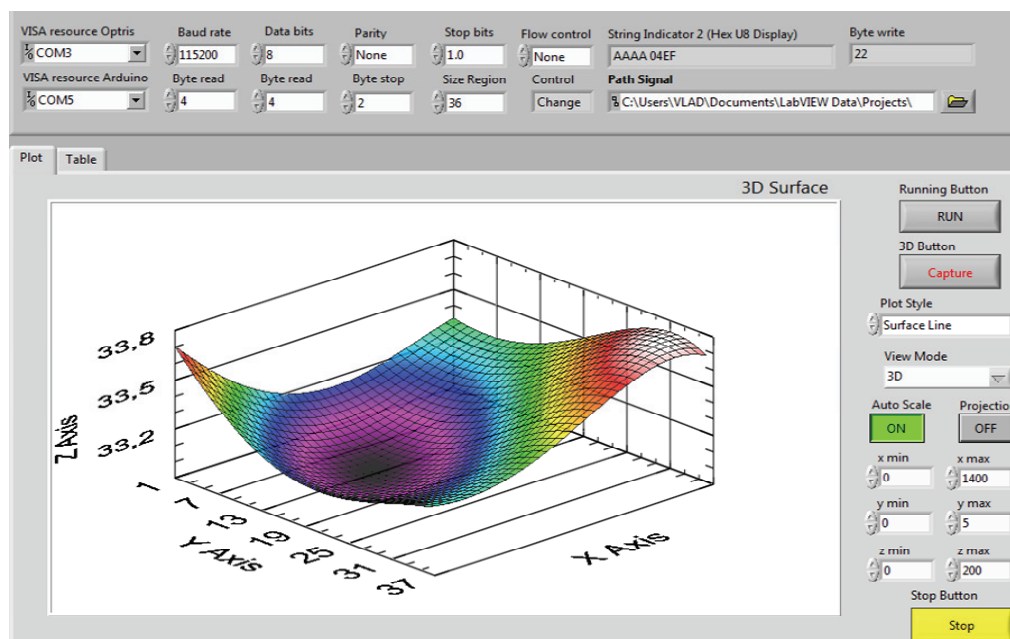 VISA resource Optris Baud rate Data bits Parity Stop bits Flow control String Indicator 2 (Hex U8 Display) Byte write
COM3 115200 8 None 1.0 None AAAA 04EF 22
VISA resource Arduino Byte read Byte read Byte stop Size Region Control Path Signal
COM5 4 4 2 36 Change C:\Users\VLAD\Documents\LabVIEW Data\Projects\
Plot Table
3D Surface
Running Button
RUN
3D Button
Capture
Plot Style
Surface Line
View Mode
3D
Auto Scale Projectio
ON OFF
x min x max
0 1400
y min y max
0 5
z min z max
0 200
Stop Button
Stop
33,8
33,5
33,2
Z Axis
1
7
13
19
25
31
37
Y Axis
X Axis